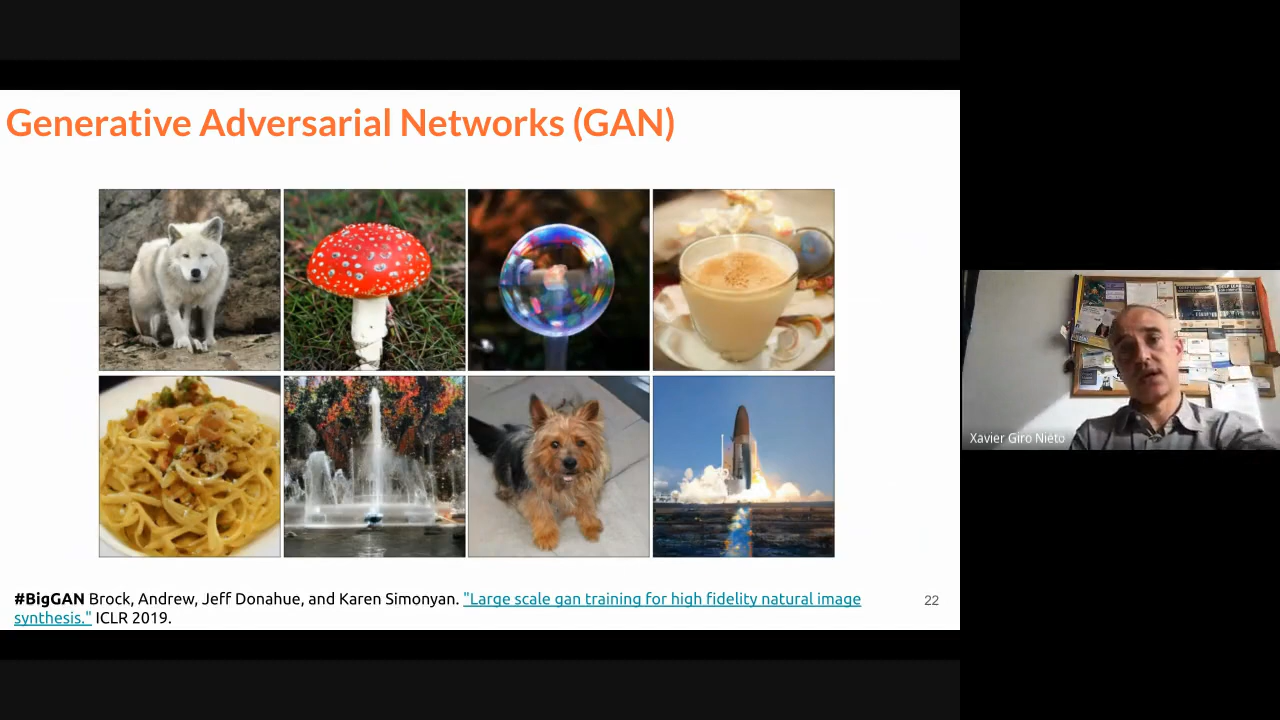 Generative Adversarial Networks (GAN)
#BigGAN Brock, Andrew, Jeff Donahue, and Karen Simonyan. "Large scale gan training for high fidelity natural image
synthesis." ICLR 2019.
22
Xavier Giro Nieto